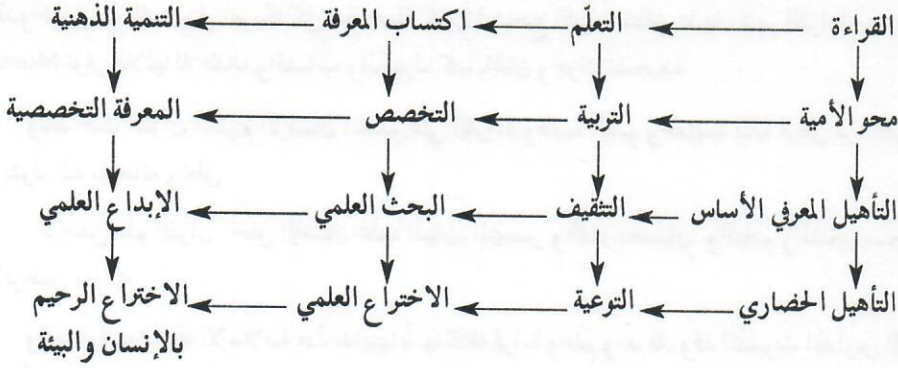 القراءة التعلّم اكتساب المعرفة التنمية الذهنية
محو الأمية التربية التخصص المعرفة التخصصية
التأهيل المعرفي الأساس التثقيف البحث العلمي الإبداع العلمي
التأهيل الحضاري التوعية الاختراع العلمي الاختراع الرحيم
بالإنسان والبيئة